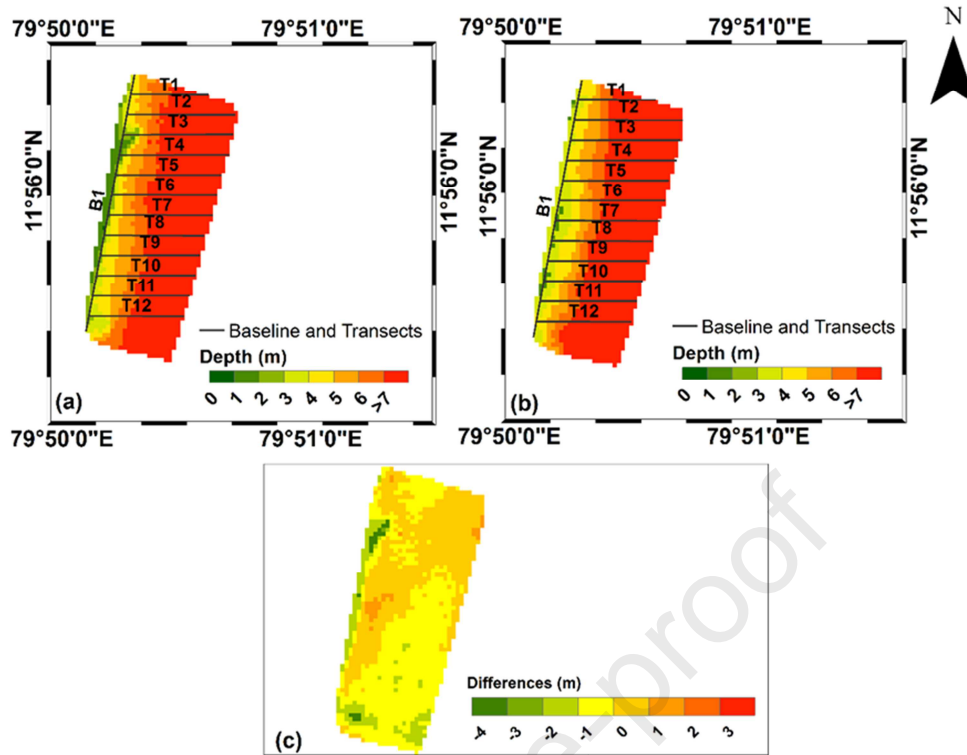 79°50'0"E 79°51'0"E 79°50'0"E 79°51'0"E N
11°56'0"N
B1
T1
T2
T3
T4
T5
T6
T7
T8
T9
T10
T11
T12
Baseline and Transects
Depth (m)
0 1 2 3 4 5 6 >7
(a)
79°50'0"E 79°51'0"E
11°56'0"N
B1
T1
T2
T3
T4
T5
T6
T7
T8
T9
T10
T11
T12
11°56'0"N
Baseline and Transects
Depth (m)
0 1 2 3 4 5 6 >7
(b)
79°50'0"E 79°51'0"E
Differences (m)
-4 -3 -2 -1 0 1 2 3
(c)
e-proof